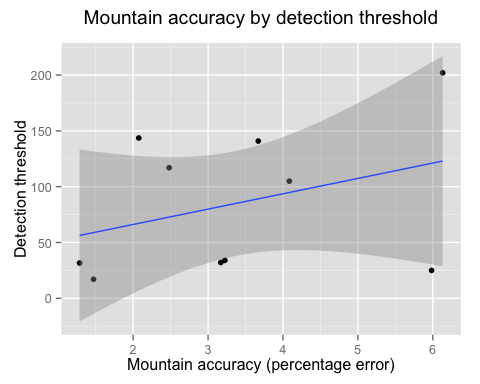 Mountain accuracy by detection threshold
Detection threshold
200
150
100
50
0
2 3 4 5 6
Mountain accuracy (percentage error)